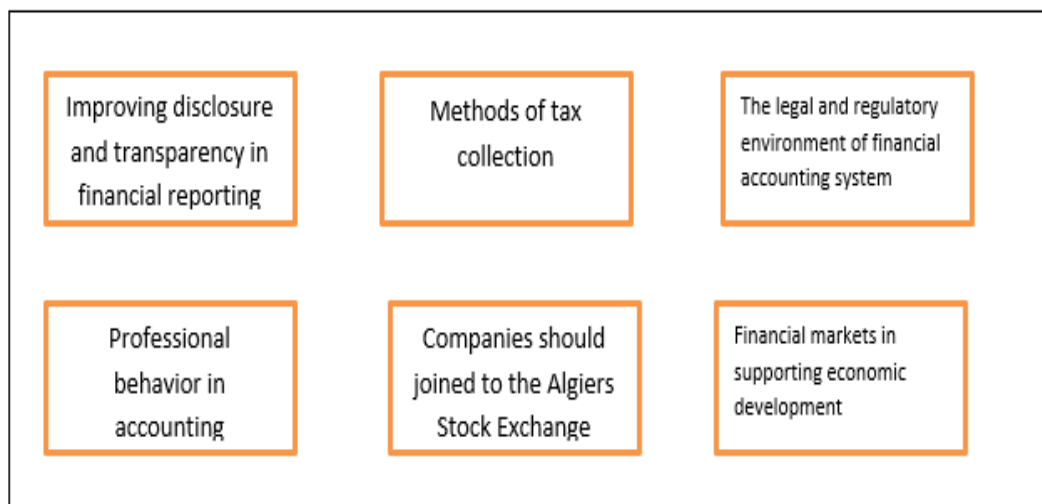 Improving disclosure
and transparency in
financial reporting
Methods of tax
collection
The legal and regulatory
environment of financial
accounting system
Professional
behavior in
accounting
Companies should
joined to the Algiers
Stock Exchange
Financial markets in
supporting economic
development